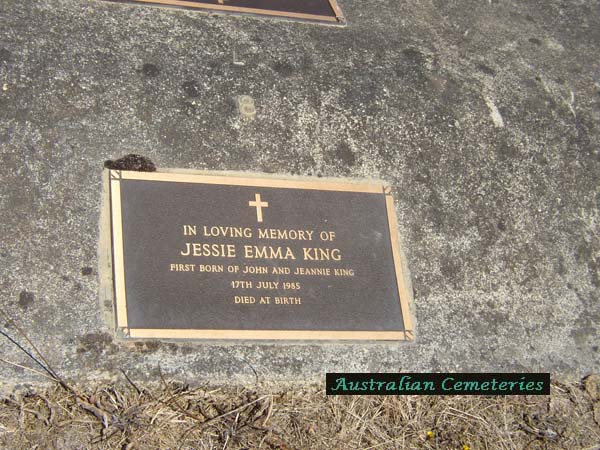 L
8
IN LOVING MEMORY OF
JESSIE EMMA KING
FIRST BORN OF JOHN AND JEANNIE KING
17TH JULY 1985
DIED AT BIRTH
Australian Cemeteries